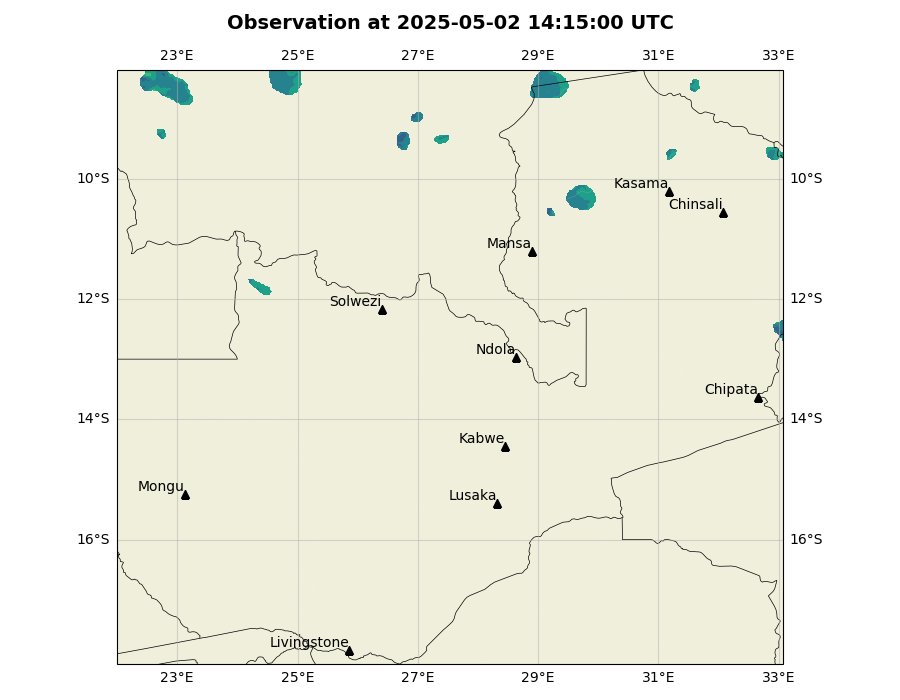 Observation at 2025-05-02 14:15:00 UTC
23°E 25°E 27°E 29°E 31°E 33°E
10°S 10°S
Kasama
Chinsali
Mansa
12°S 12°S
Solwezi
Ndola
Chipata
14°S 14°S
Kabwe
Mongu
Lusaka
16°S 16°S
Livingstone
23°E 25°E 27°E 29°E 31°E 33°E